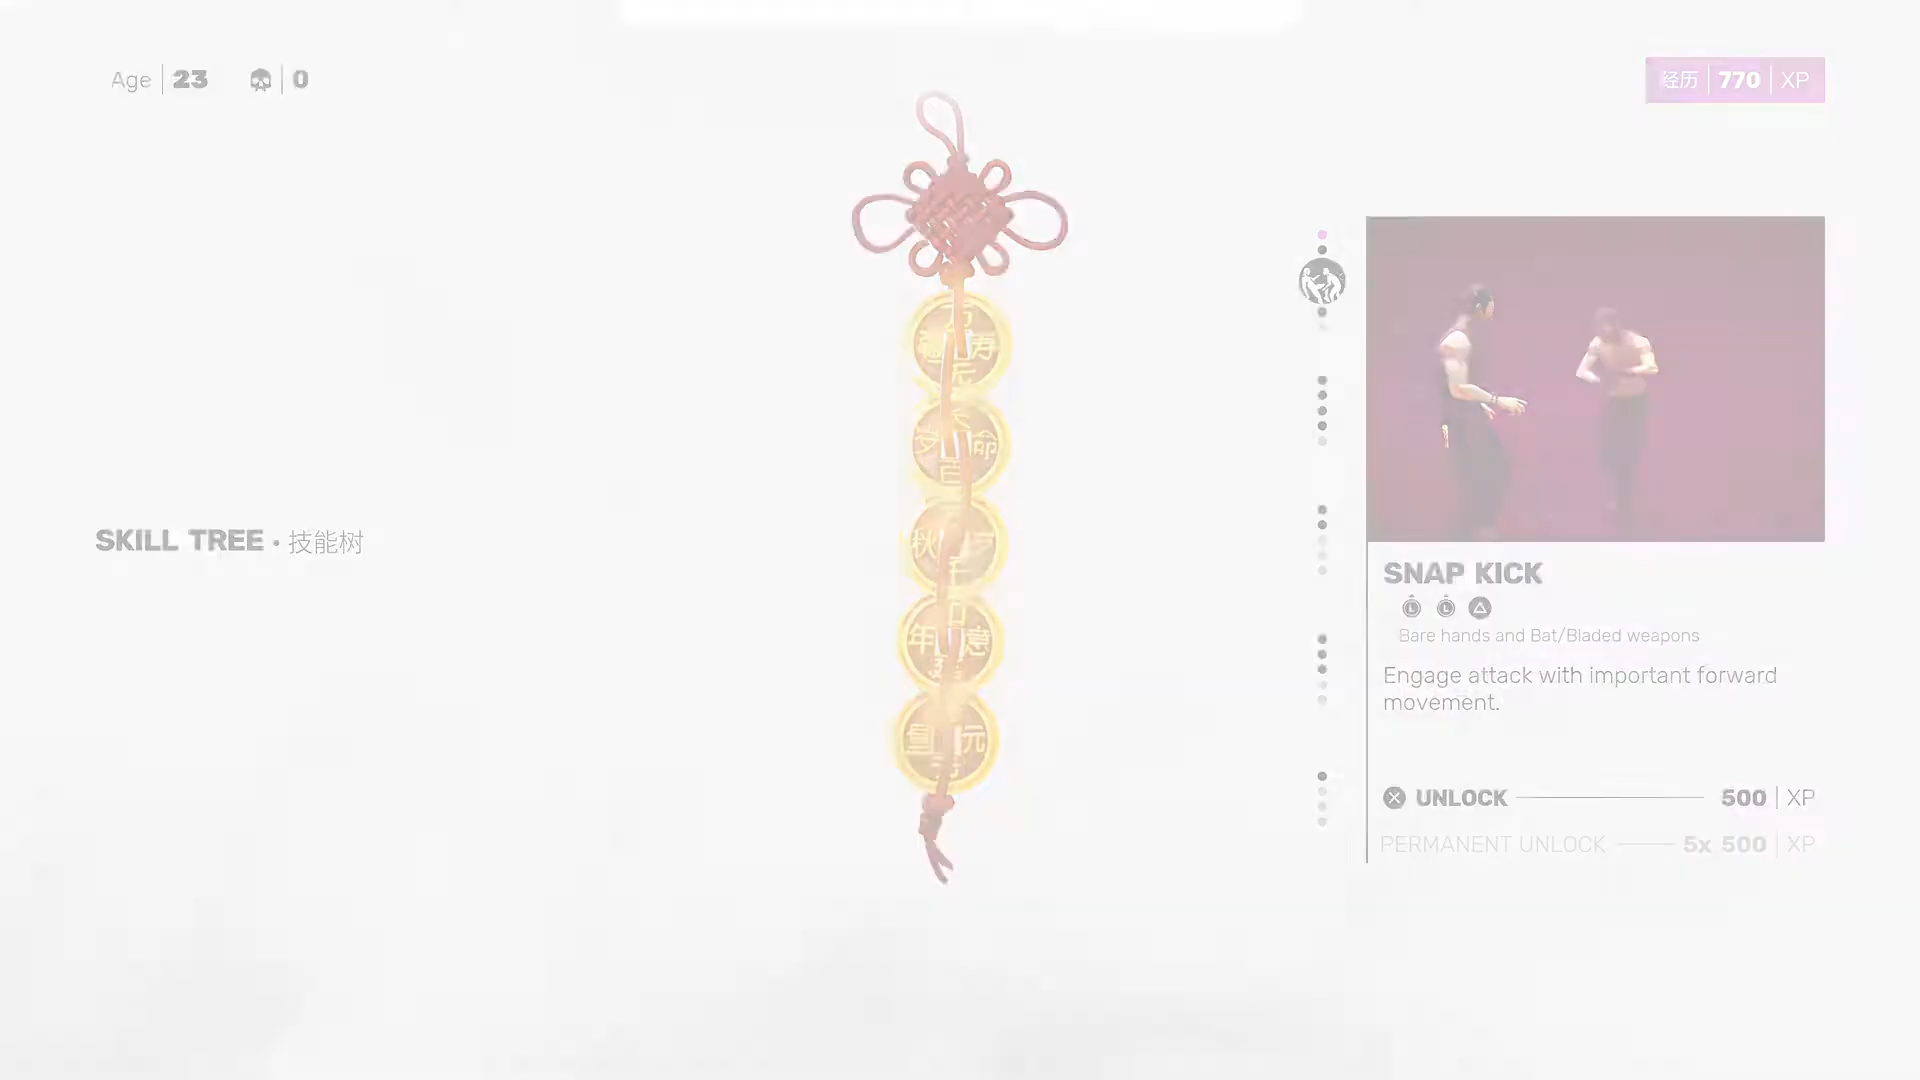 Age 23 0
经历 770 XP
SKILL TREE · 技能树
SNAP KICK
L L
Bare hands and Bat/Bladed weapons
Engage attack with important forward
movement.
UNLOCK 500 XP
PERMANENT UNLOCK 5x 500 XP